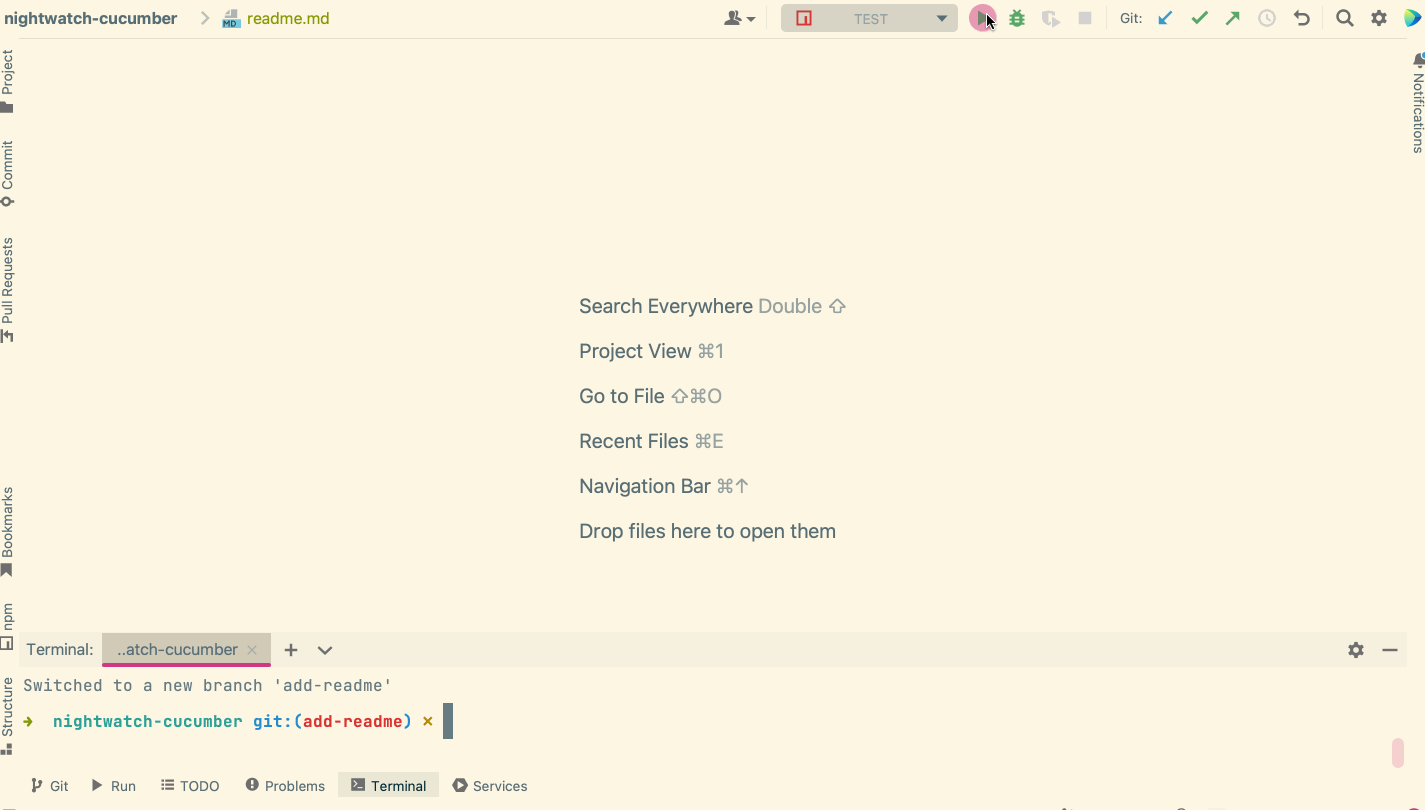 nightwatch-cucumber > readme.md
MD
TEST
Git:
Project
Commit
Pull Requests
Bookmarks
npm
Structure
Notifications
Search Everywhere Double ⇧
Project View ⌘1
Go to File ⇧⌘O
Recent Files ⌘E
Navigation Bar ⌘↑
Drop files here to open them
Terminal: ..atch-cucumber × +
Switched to a new branch 'add-readme'
➜ nightwatch-cucumber git:(add-readme) ×
Git Run TODO Problems Terminal Services